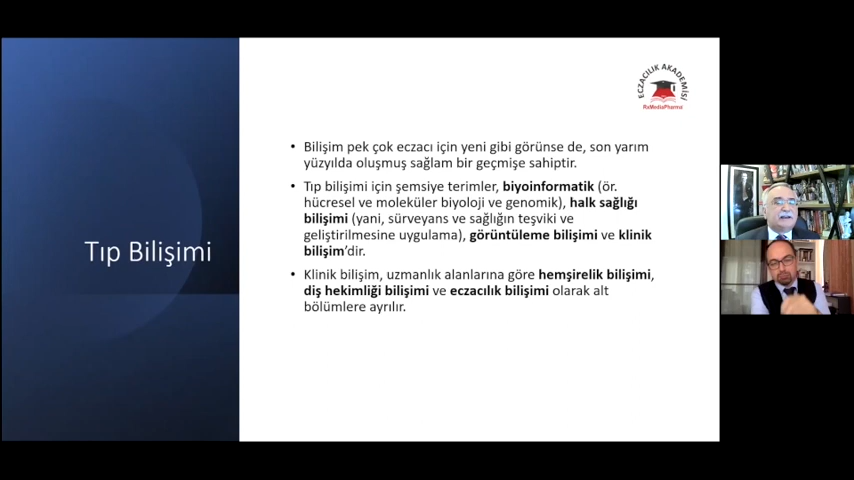 Tıp Bilişimi
ECZACILIK AKADEMİSİ
RxMediaPharma
• Bilişim pek çok eczacı için yeni gibi görünse de, son yarım
yüzyılda oluşmuş sağlam bir geçmişe sahiptir.
• Tıp bilişimi için şemsiye terimler, biyoinformatik (ör.
hücresel ve moleküler biyoloji ve genomik), halk sağlığı
bilişimi (yani, sürveyans ve sağlığın teşviki ve
geliştirilmesine uygulama), görüntüleme bilişimi ve klinik
bilişim’dir.
• Klinik bilişim, uzmanlık alanlarına göre hemşirelik bilişimi,
diş hekimliği bilişimi ve eczacılık bilişimi olarak alt
bölümlere ayrılır.